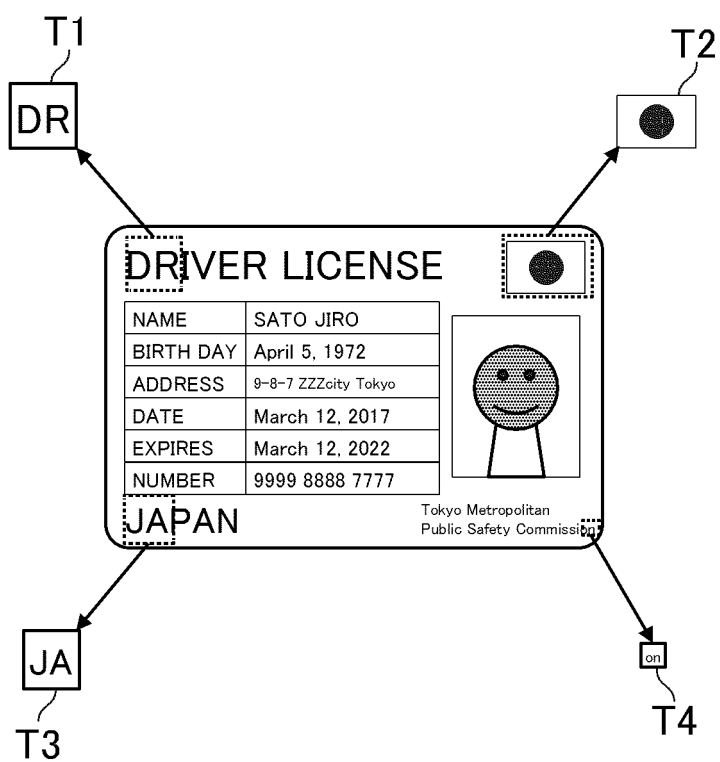 T1
T2
DR
DRIVER LICENSE
NAME SATO JIRO
BIRTH DAY April 5, 1972
ADDRESS 9-8-7 ZZZcity Tokyo
DATE March 12, 2017
EXPIRES March 12, 2022
NUMBER 9999 8888 7777
JAPAN
Tokyo Metropolitan
Public Safety Commission
JA
on
T3
T4